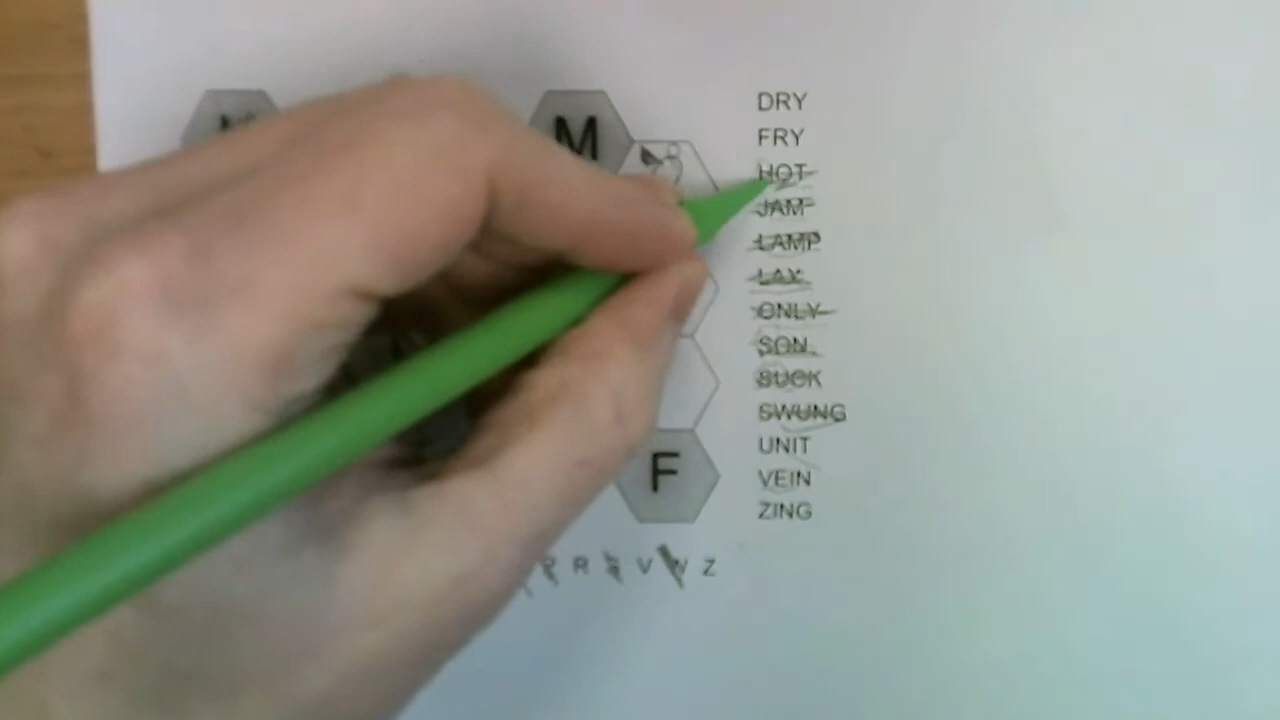 M
DRY
FRY
HOT
JAM
LAMP
LAX
ONLY
SON
SUCK
SWUNG
UNIT
VEIN
ZING
F
P R S V W Z